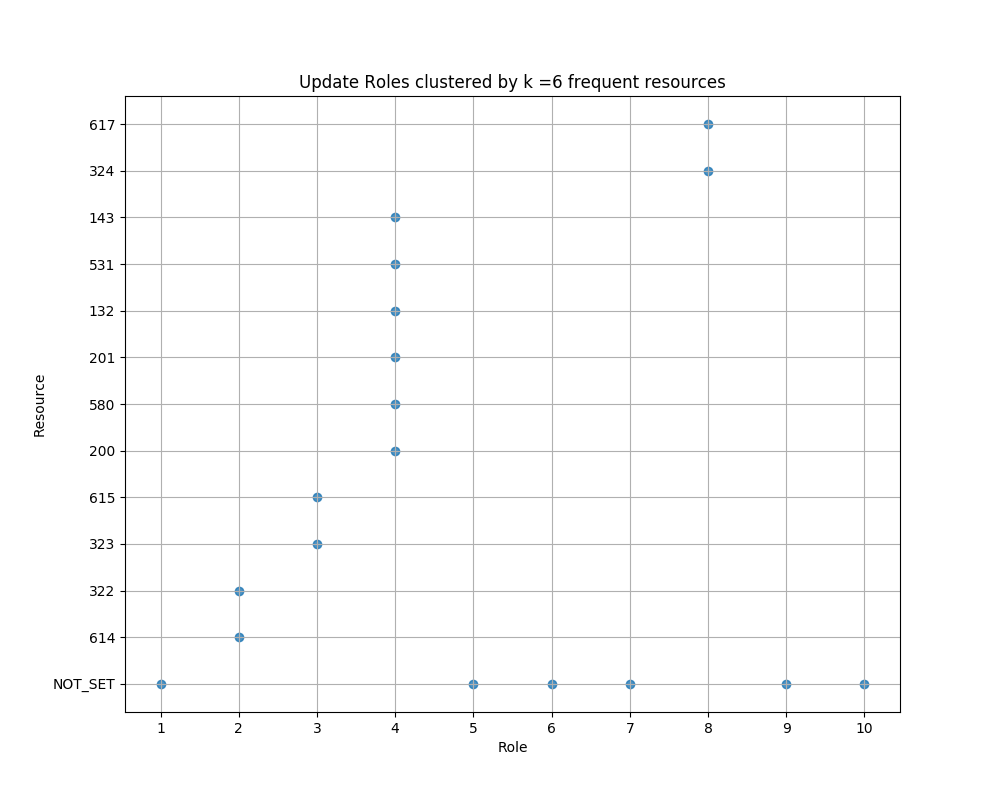 Update Roles clustered by k =6 frequent resources
617
324
143
531
132
201
580
200
615
323
322
614
NOT_SET
Resource
1 2 3 4 5 6 7 8 9 10
Role